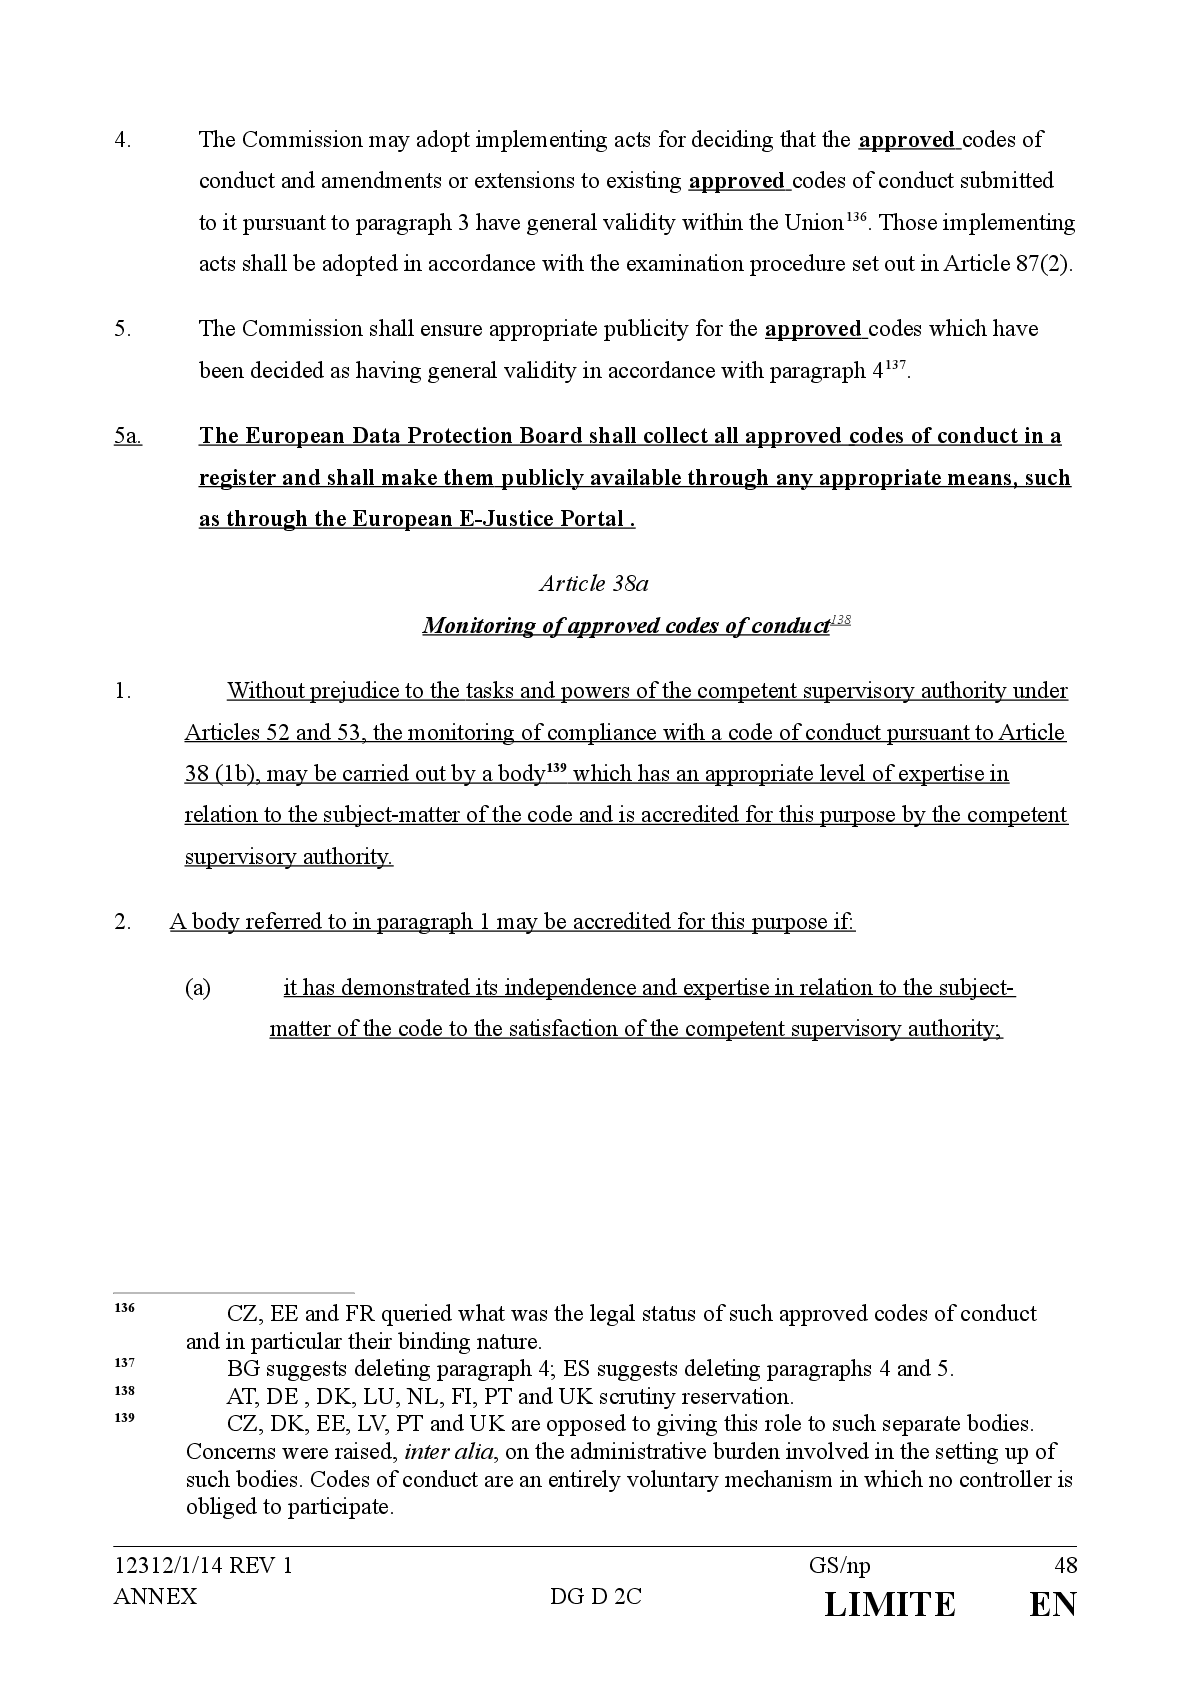 4. The Commission may adopt implementing acts for deciding that the approved codes of
conduct and amendments or extensions to existing approved codes of conduct submitted
to it pursuant to paragraph 3 have general validity within the Union136. Those implementing
acts shall be adopted in accordance with the examination procedure set out in Article 87(2).
5. The Commission shall ensure appropriate publicity for the approved codes which have
been decided as having general validity in accordance with paragraph 4137.
5a. The European Data Protection Board shall collect all approved codes of conduct in a
register and shall make them publicly available through any appropriate means, such
as through the European E-Justice Portal .
Article 38a
Monitoring of approved codes of conduct138
1. Without prejudice to the tasks and powers of the competent supervisory authority under
Articles 52 and 53, the monitoring of compliance with a code of conduct pursuant to Article
38 (1b), may be carried out by a body139 which has an appropriate level of expertise in
relation to the subject-matter of the code and is accredited for this purpose by the competent
supervisory authority.
2. A body referred to in paragraph 1 may be accredited for this purpose if:
(a) it has demonstrated its independence and expertise in relation to the subject-
matter of the code to the satisfaction of the competent supervisory authority;
136 CZ, EE and FR queried what was the legal status of such approved codes of conduct
and in particular their binding nature.
137 BG suggests deleting paragraph 4; ES suggests deleting paragraphs 4 and 5.
138 AT, DE , DK, LU, NL, FI, PT and UK scrutiny reservation.
139 CZ, DK, EE, LV, PT and UK are opposed to giving this role to such separate bodies.
Concerns were raised, inter alia, on the administrative burden involved in the setting up of
such bodies. Codes of conduct are an entirely voluntary mechanism in which no controller is
obliged to participate.
12312/1/14 REV 1 GS/np 48
ANNEX DG D 2C LIMITE EN